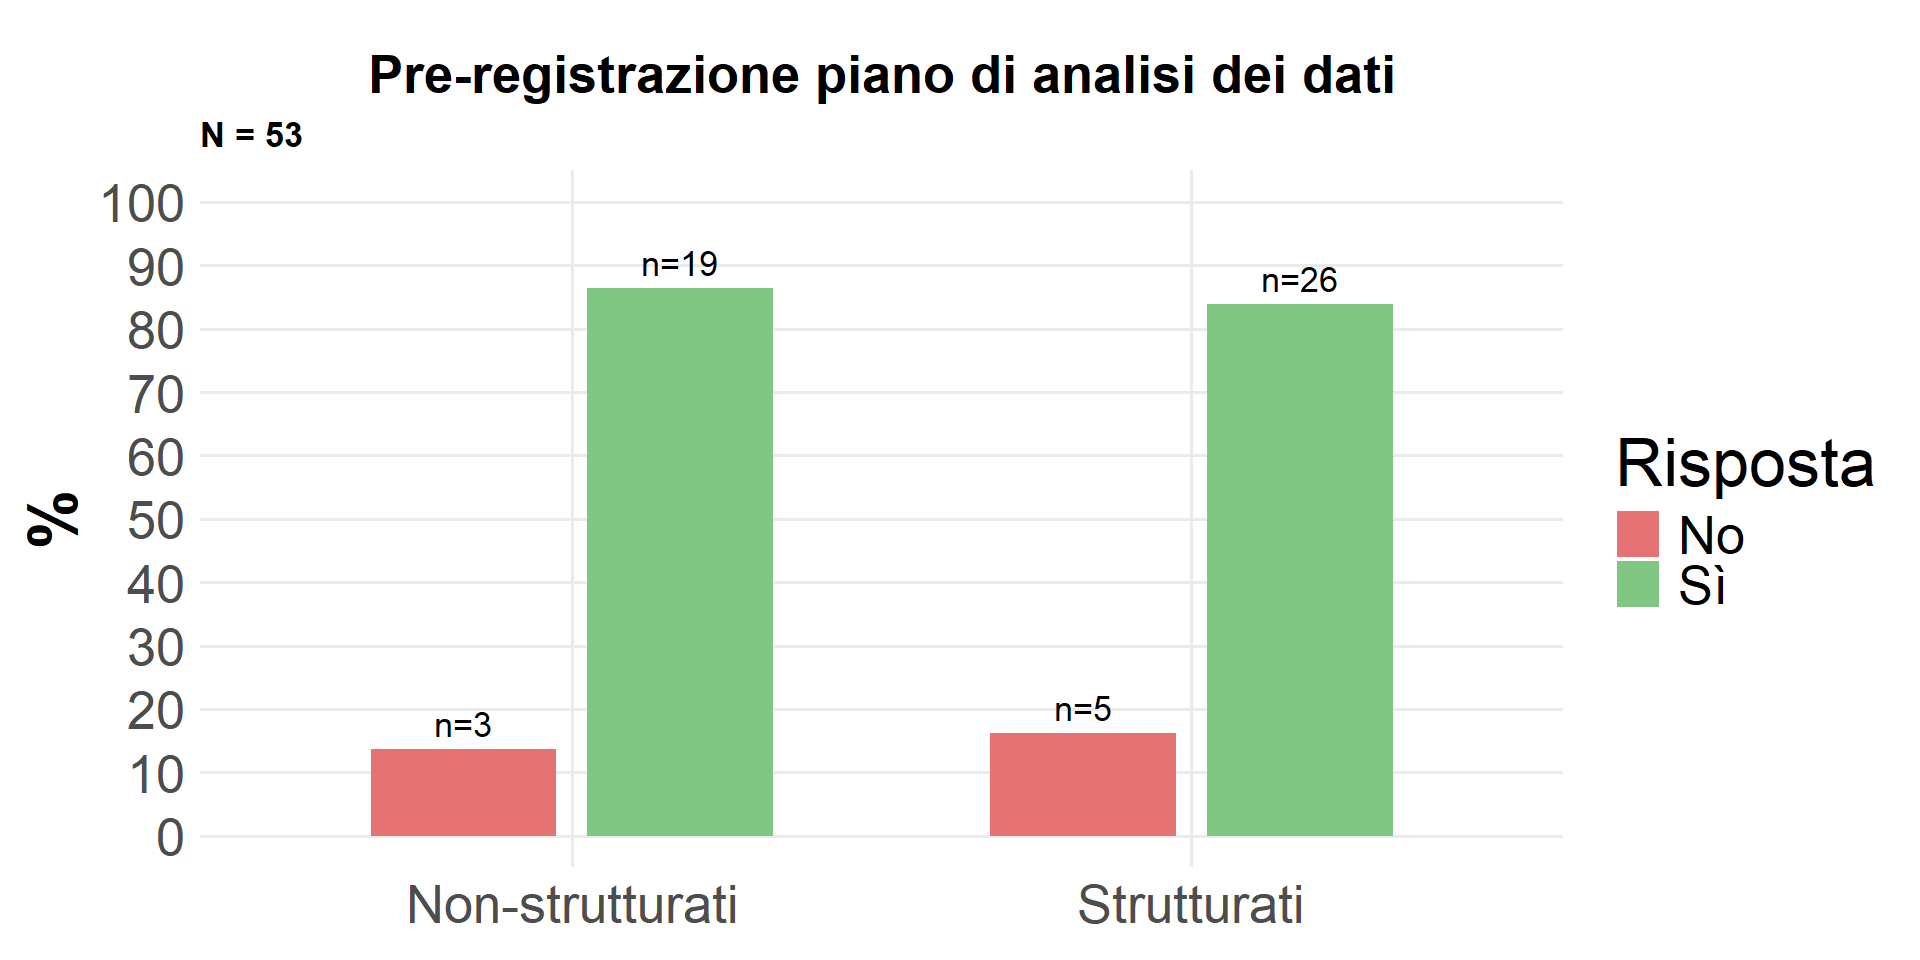 Pre-registrazione piano di analisi dei dati
N = 53
100
90
80
70
60
50
40
30
20
10
0
%
n=3
n=19
n=5
n=26
Non-strutturati
Strutturati
Risposta
No
Sì